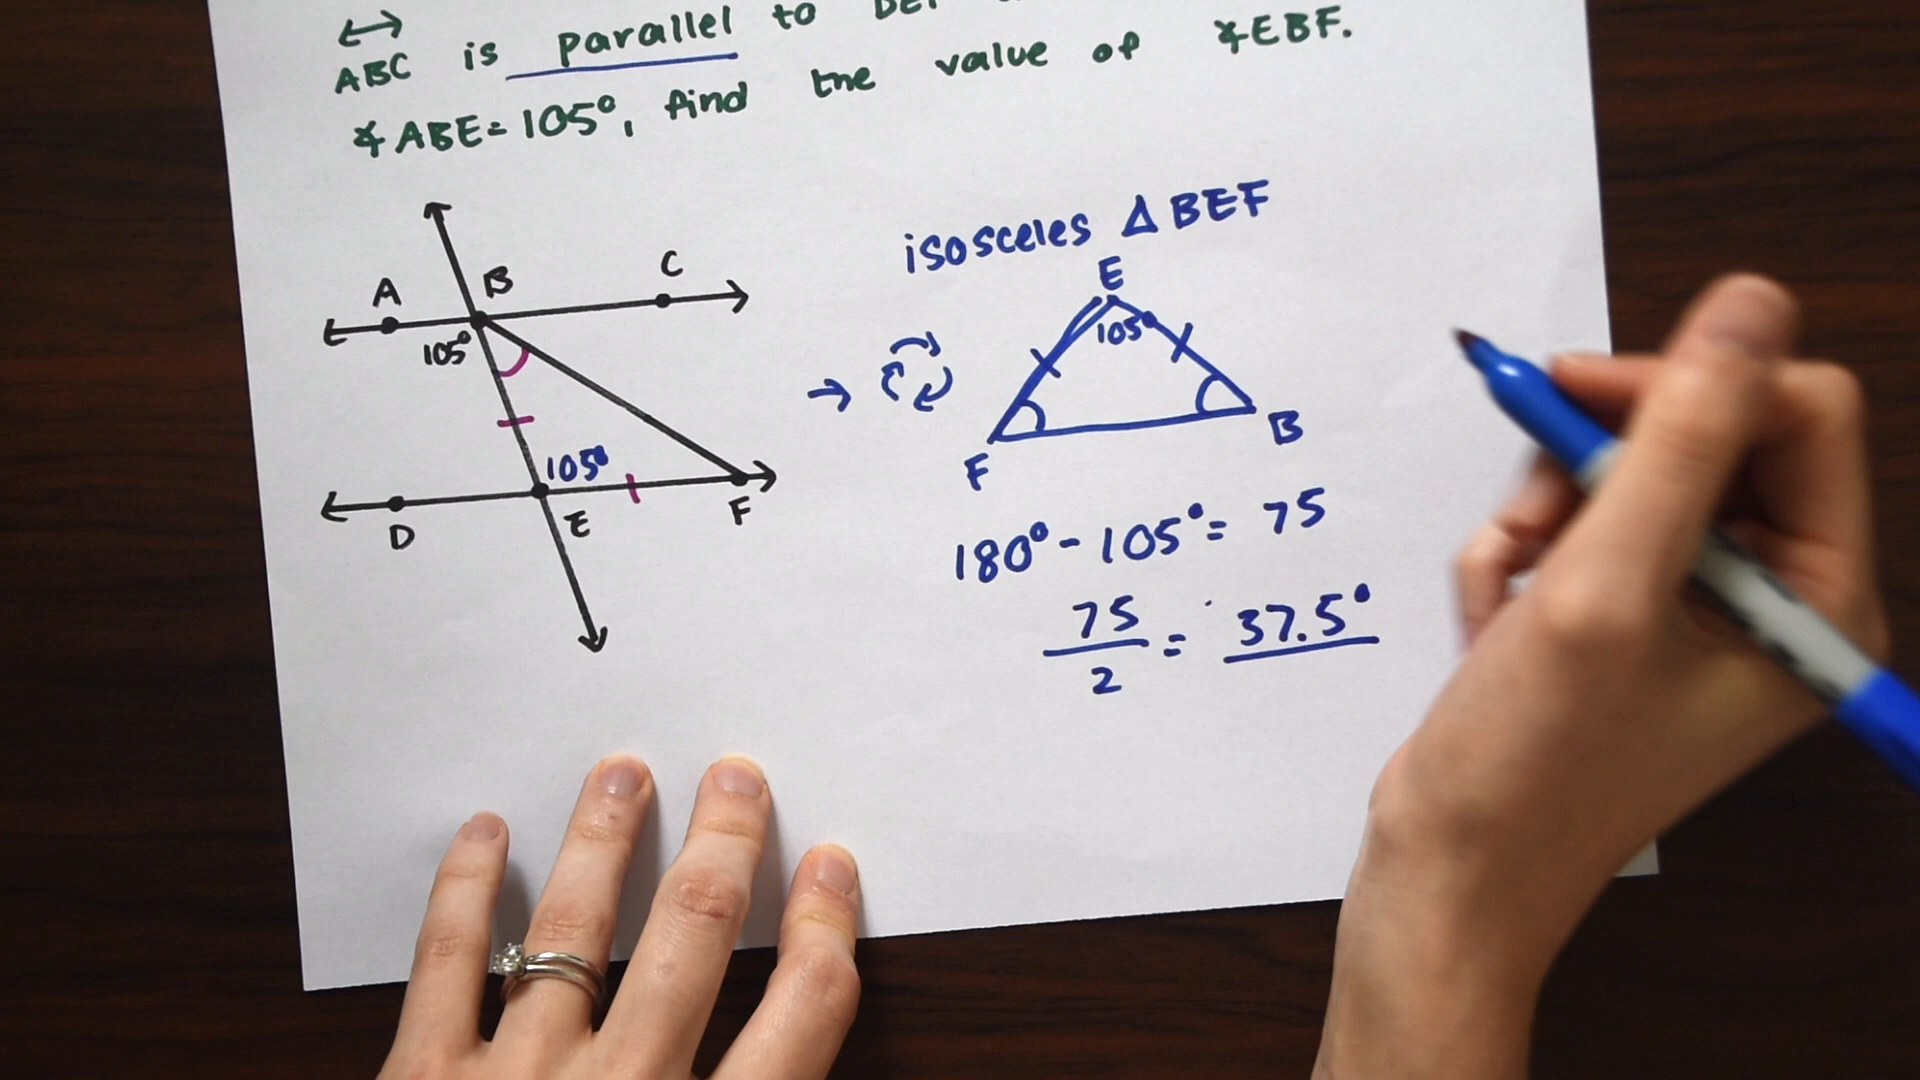 ABC is parallel to
∡ABE=105°, find the value of ∡EBF.
isosceles △BEF
A B C
105°
105°
D E F
E
105°
F B
180° - 105° = 75
75
2 = 37.5°